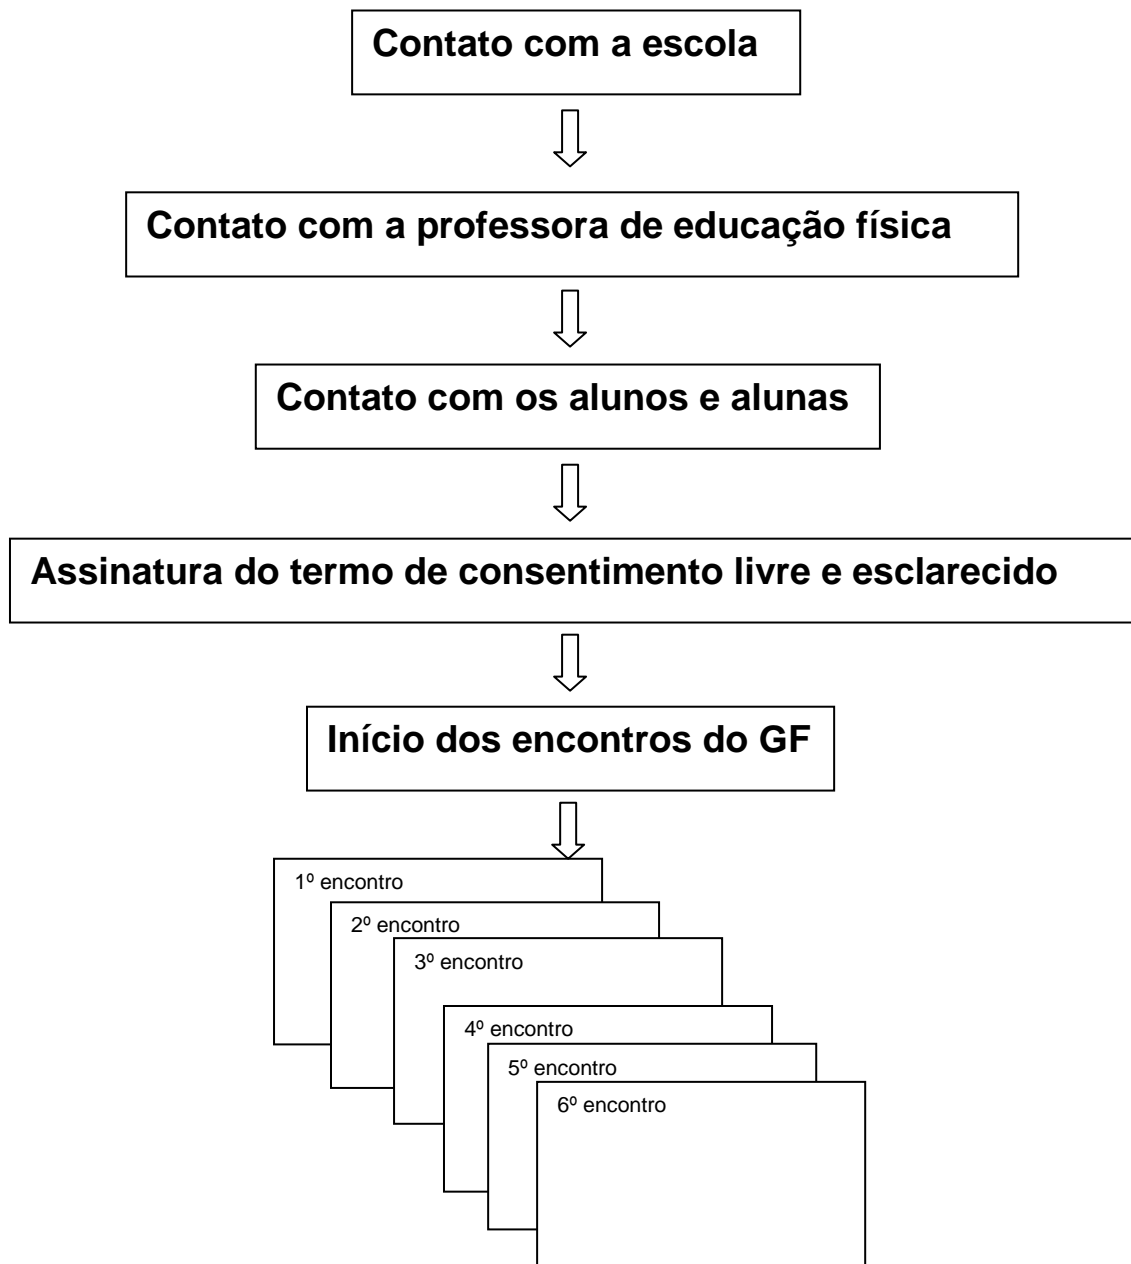 Contato com a escola
Contato com a professora de educação física
Contato com os alunos e alunas
Assinatura do termo de consentimento livre e esclarecido
Início dos encontros do GF
1º encontro
2º encontro
3º encontro
4º encontro
5º encontro
6º encontro